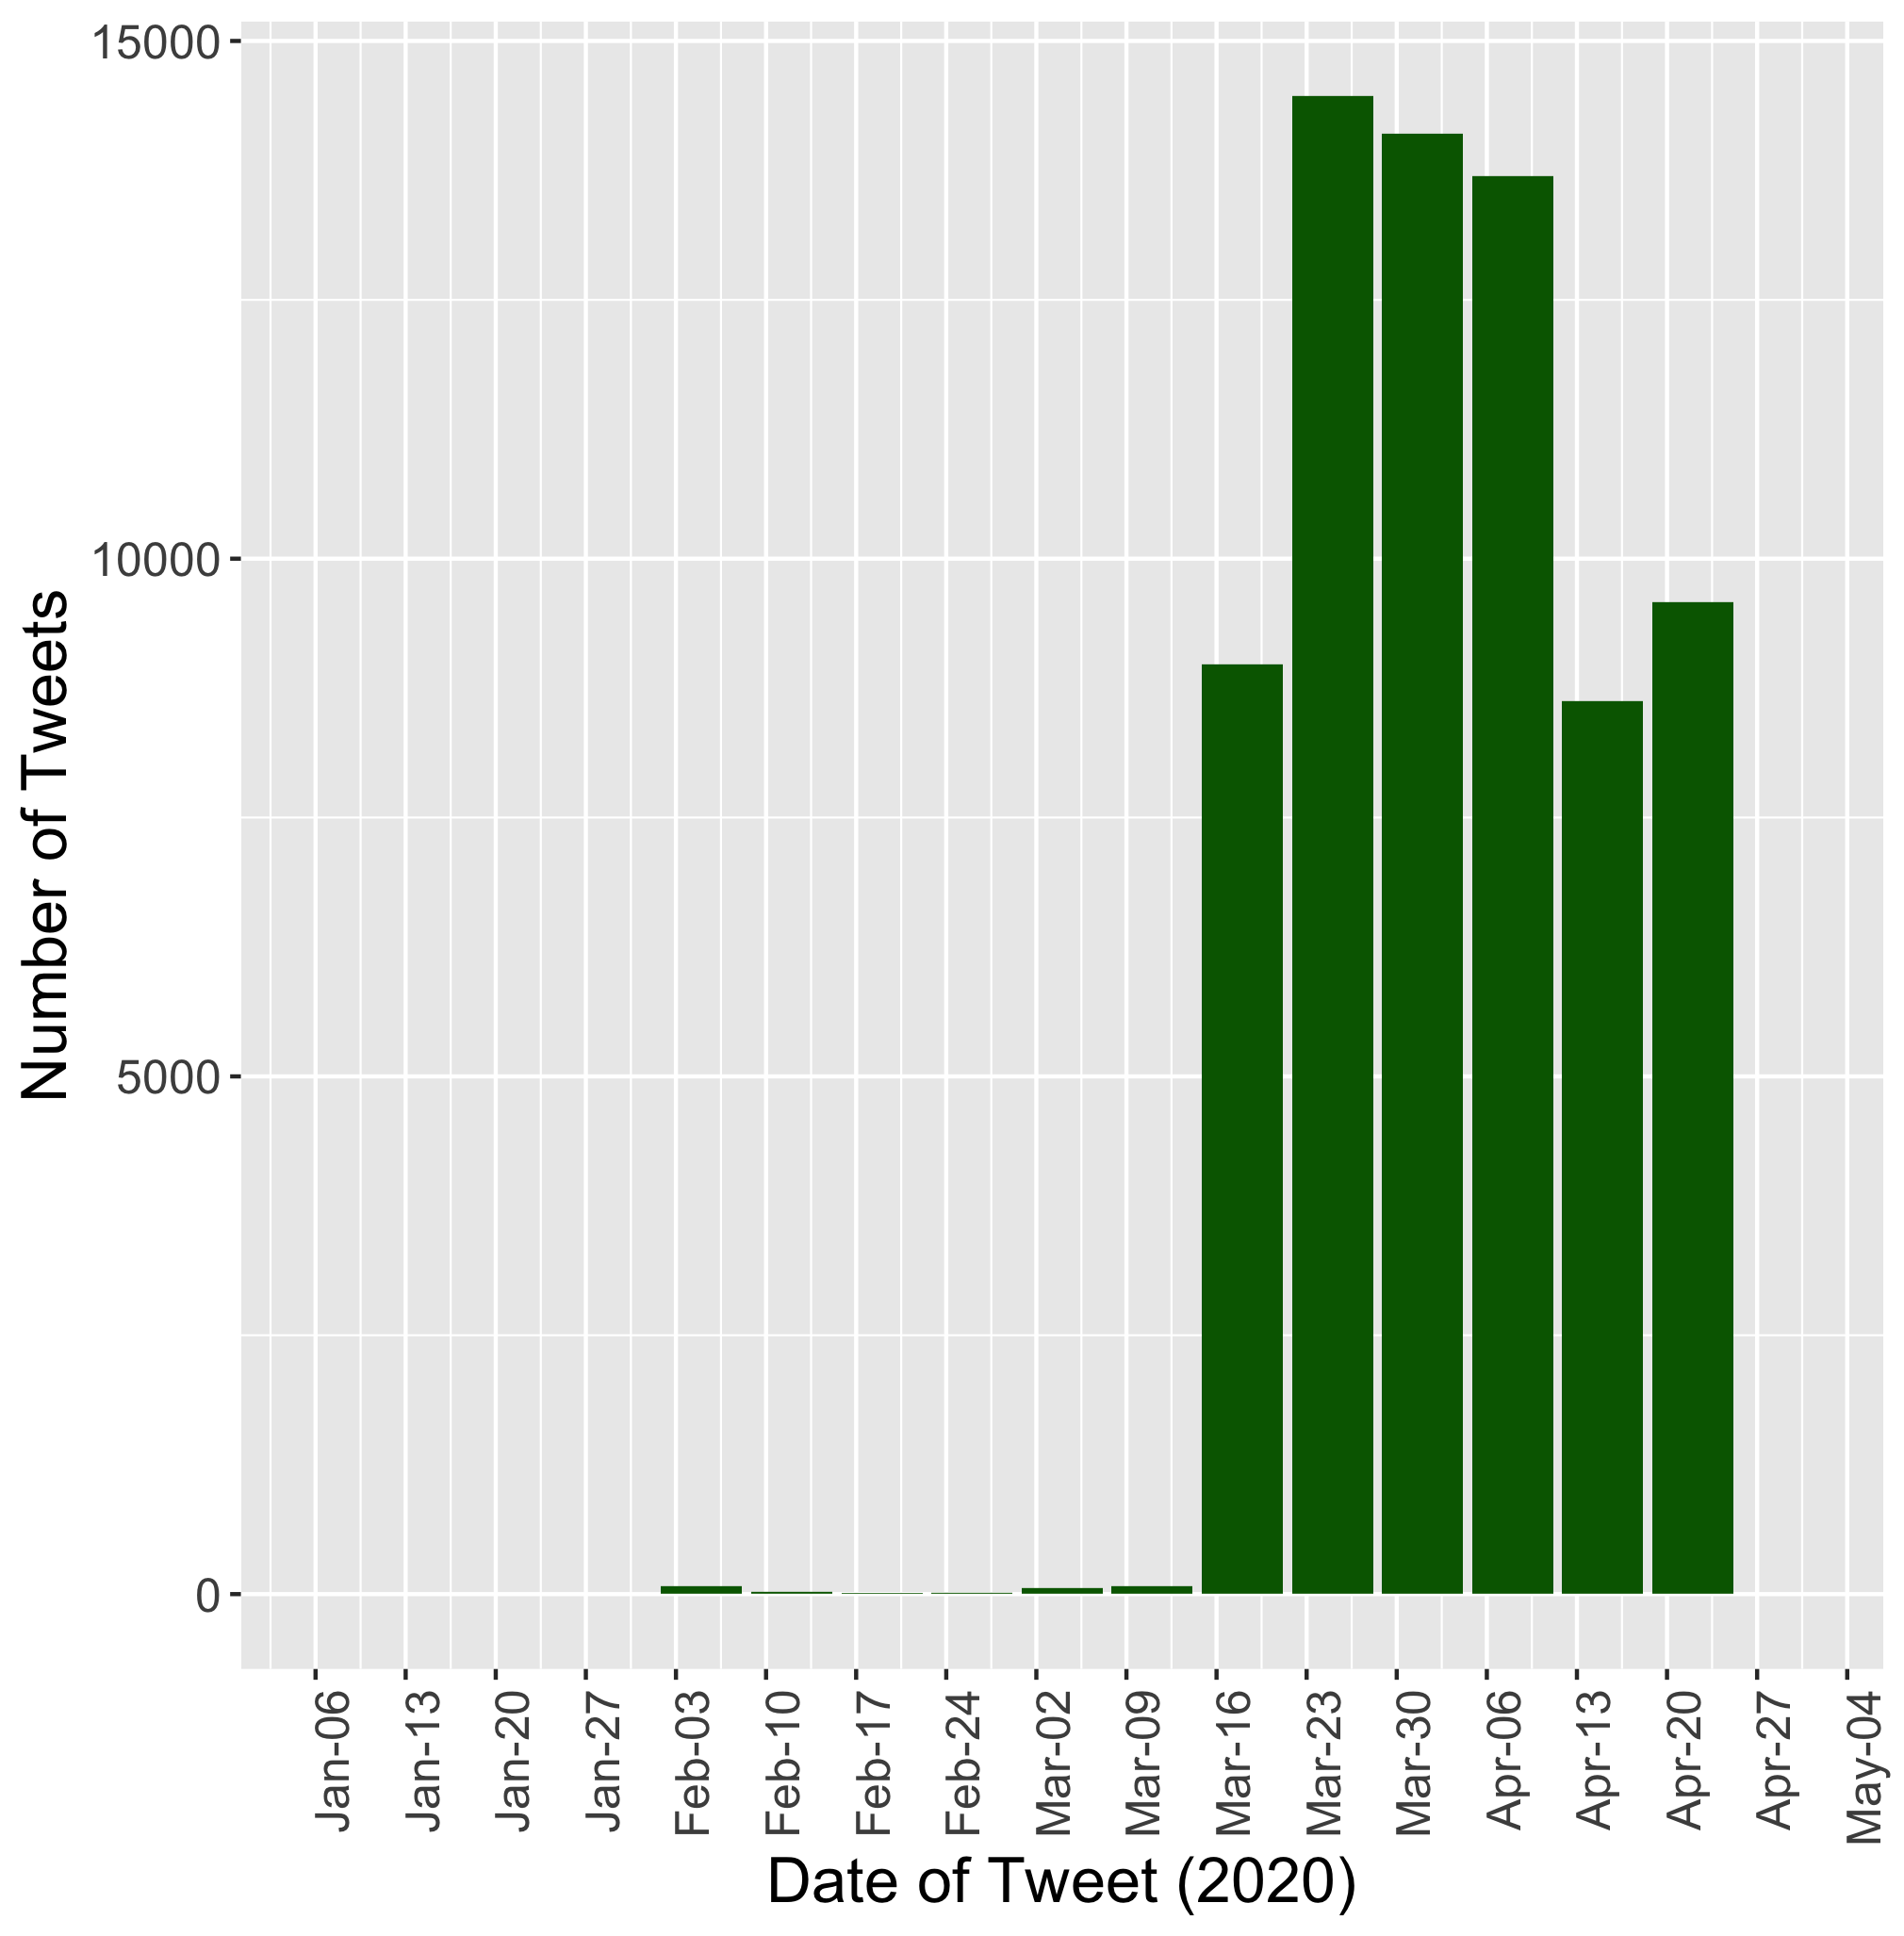 Number of Tweets
15000
10000
5000
0
Jan-06
Jan-13
Jan-20
Jan-27
Feb-03
Feb-10
Feb-17
Feb-24
Mar-02
Mar-09
Mar-16
Mar-23
Mar-30
Apr-06
Apr-13
Apr-20
Apr-27
May-04
Date of Tweet (2020)